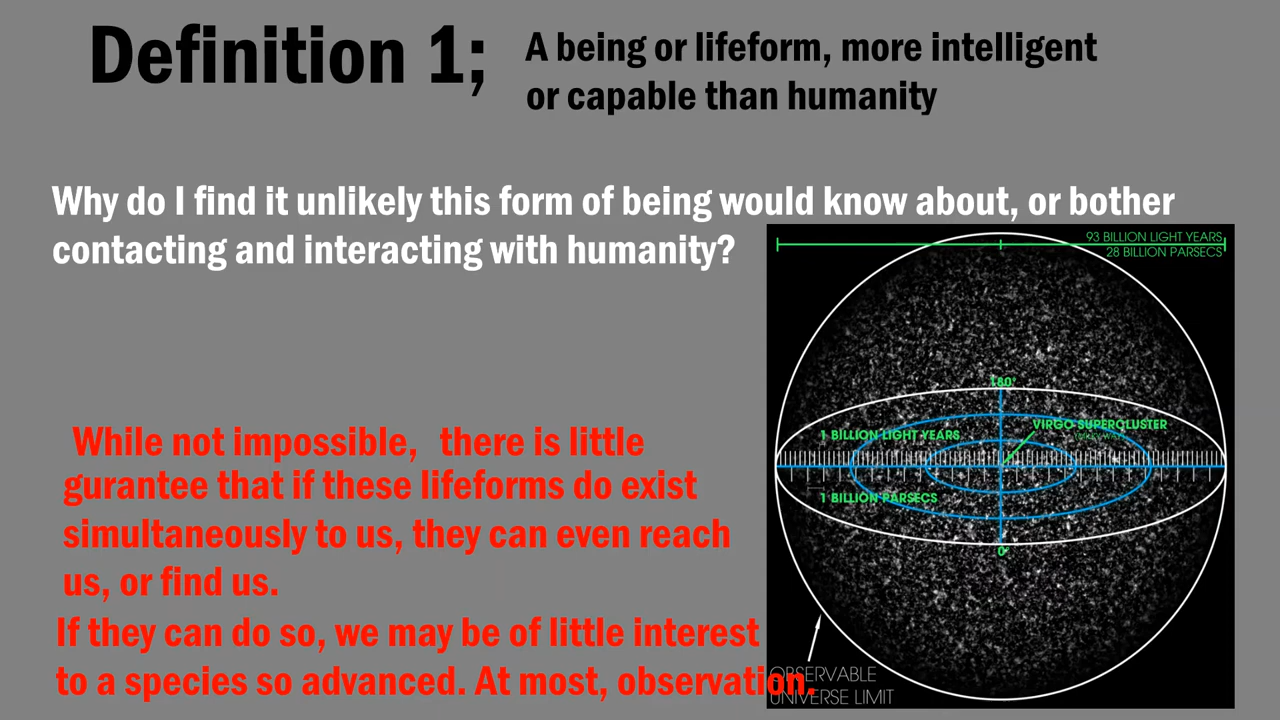 Definition 1;
A being or lifeform, more intelligent
or capable than humanity
Why do I find it unlikely this form of being would know about, or bother
contacting and interacting with humanity?
93 BILLION LIGHT YEARS
28 BILLION PARSECS
180°
1 BILLION LIGHT YEARS
VIRGO SUPERCLUSTER
(MILKY WAY)
1 BILLION PARSECS
0°
While not impossible, there is little
gurantee that if these lifeforms do exist
simultaneously to us, they can even reach
us, or find us.
If they can do so, we may be of little interest
to a species so advanced. At most, observation.
OBSERVABLE
UNIVERSE LIMIT